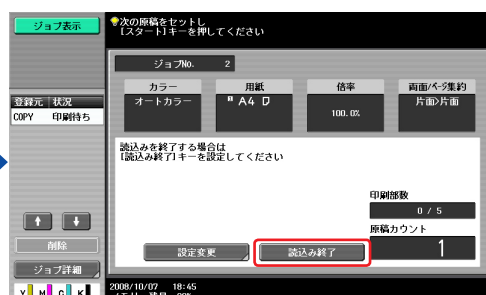 ジョブ表示
次の原稿をセットし
[スタート]キーを押してください
ジョブNo. 2
カラー 用紙 倍率 両面/ページ集約
オートカラー A4 100.0% 片面>片面
登録元 状況
COPY 印刷待ち
読込みを終了する場合は
[読込み終了]キーを設定してください
印刷部数
0 / 5
原稿カウント
1
削除
設定変更 読込み終了
ジョブ詳細
2008/10/07 18:45
Y M C K